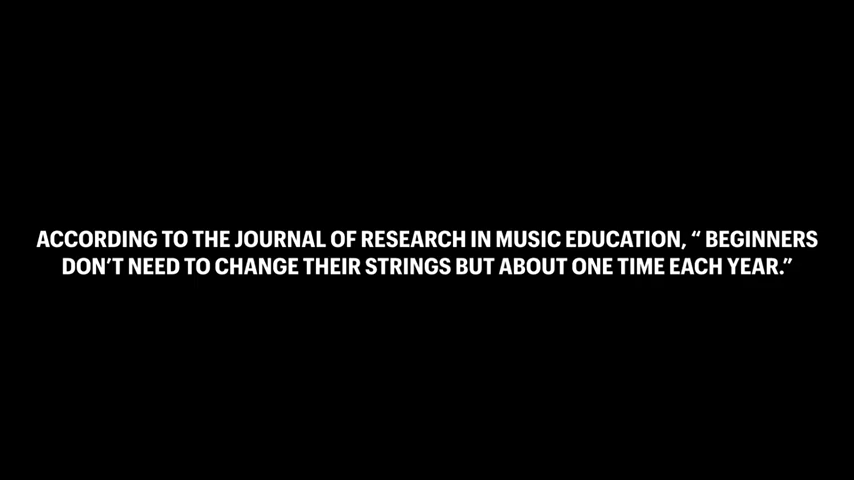 ACCORDING TO THE JOURNAL OF RESEARCH IN MUSIC EDUCATION, “ BEGINNERS
DON’T NEED TO CHANGE THEIR STRINGS BUT ABOUT ONE TIME EACH YEAR.”